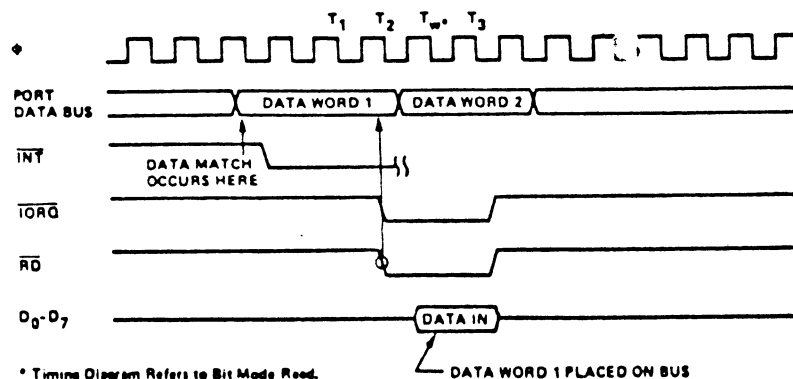 T1 T2 Tw* T3
Φ
PORT
DATA BUS
DATA WORD 1 DATA WORD 2
INT
DATA MATCH
OCCURS HERE
IORQ
RD
D0-D7
DATA IN
* Timing Diagram Refers to Bit Mode Read.
DATA WORD 1 PLACED ON BUS